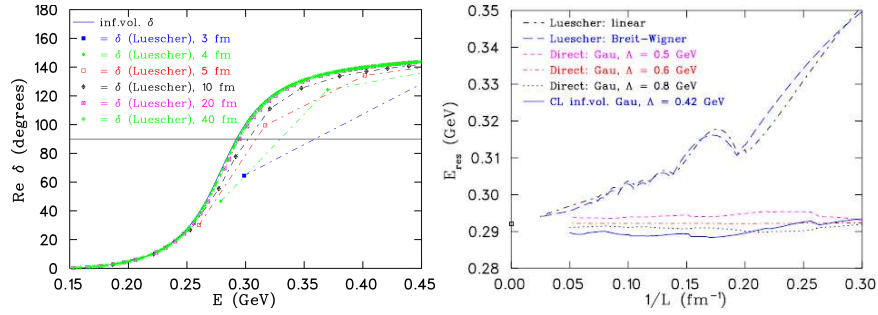 inf.vol. δ
= δ (Luescher), 3 fm
= δ (Luescher), 4 fm
= δ (Luescher), 5 fm
= δ (Luescher), 10 fm
= δ (Luescher), 20 fm
= δ (Luescher), 40 fm
180
160
140
120
100
80
60
40
20
0
Re δ (degrees)
0.15 0.20 0.25 0.30 0.35 0.40 0.45
E (GeV)
Luescher: linear
Luescher: Breit-Wigner
Direct: Gau, Λ = 0.5 GeV
Direct: Gau, Λ = 0.6 GeV
Direct: Gau, Λ = 0.8 GeV
CL inf.vol. Gau, Λ = 0.42 GeV
0.35
0.34
0.33
0.32
0.31
0.30
0.29
0.28
E_res (GeV)
0.00 0.05 0.10 0.15 0.20 0.25 0.30
1/L (fm⁻¹)